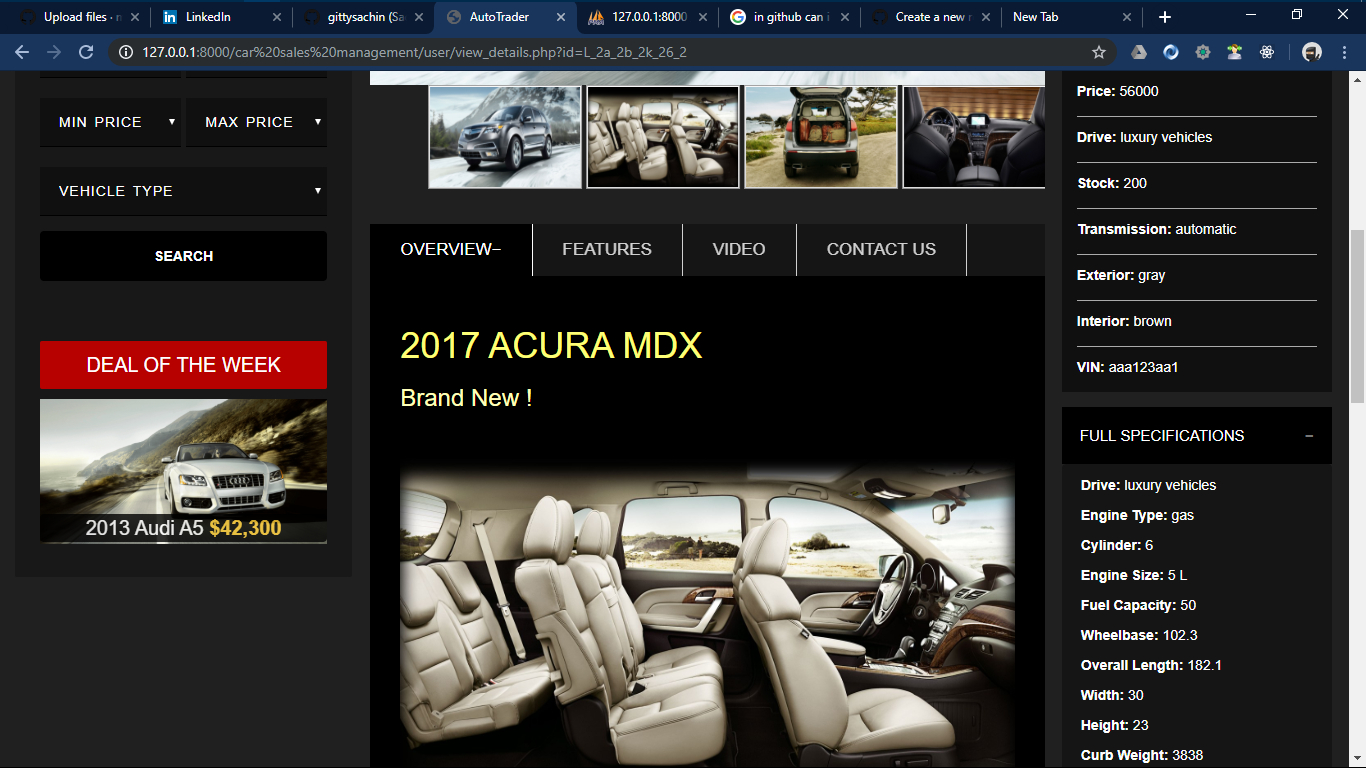 Upload files · m
LinkedIn
gittysachin (Sa
AutoTrader
127.0.0.1:8000
in github can i
Create a new r
New Tab
127.0.0.1:8000/car%20sales%20management/user/view_details.php?id=L_2a_2b_2k_26_2
MIN PRICE
MAX PRICE
VEHICLE TYPE
SEARCH
DEAL OF THE WEEK
2013 Audi A5 $42,300
OVERVIEW−
FEATURES
VIDEO
CONTACT US
2017 ACURA MDX
Brand New !
Price: 56000
Drive: luxury vehicles
Stock: 200
Transmission: automatic
Exterior: gray
Interior: brown
VIN: aaa123aa1
FULL SPECIFICATIONS −
Drive: luxury vehicles
Engine Type: gas
Cylinder: 6
Engine Size: 5 L
Fuel Capacity: 50
Wheelbase: 102.3
Overall Length: 182.1
Width: 30
Height: 23
Curb Weight: 3838